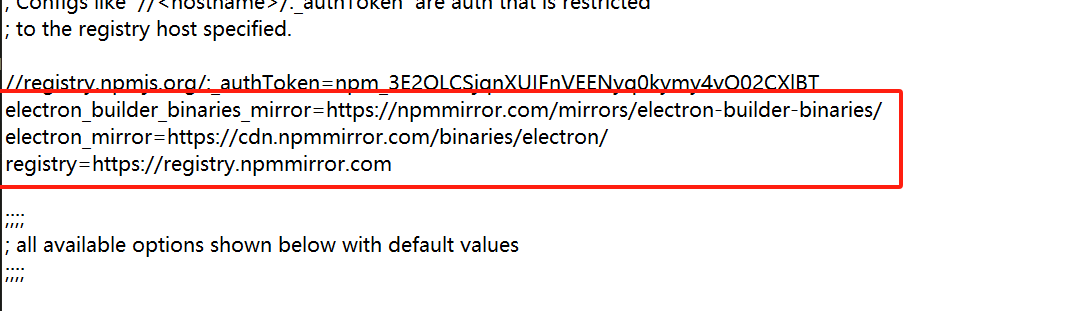 ; Configs like `//<hostname>/:_authToken` are auth that is restricted
; to the registry host specified.
//registry.npmjs.org/:_authToken=
electron_builder_binaries_mirror=https://npmmirror.com/mirrors/electron-builder-binaries/
electron_mirror=https://cdn.npmmirror.com/binaries/electron/
registry=https://registry.npmmirror.com
;;;;
; all available options shown below with default values
;;;;